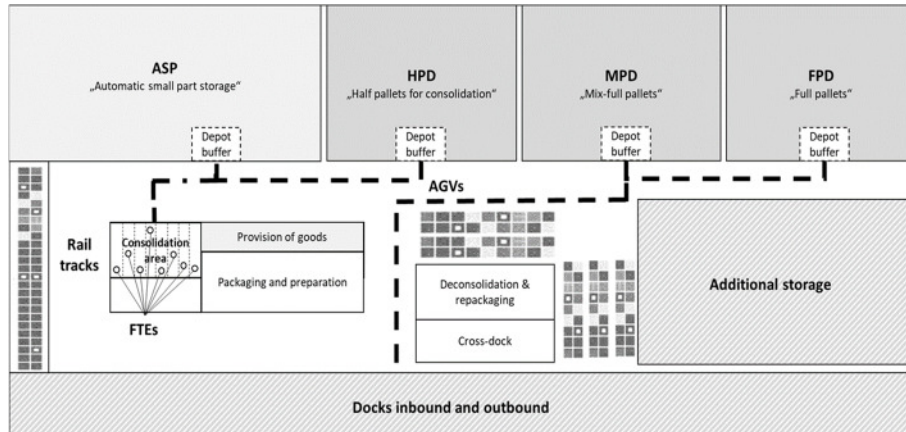 ASP
„Automatic small part storage“
HPD
„Half pallets for consolidation“
MPD
„Mix-full pallets“
FPD
„Full pallets“
Depot
buffer
Depot
buffer
Depot
buffer
Depot
buffer
AGVs
Rail
tracks
Consolidation
area
Provision of goods
Packaging and preparation
FTEs
Deconsolidation &
repackaging
Cross-dock
Additional storage
Docks inbound and outbound